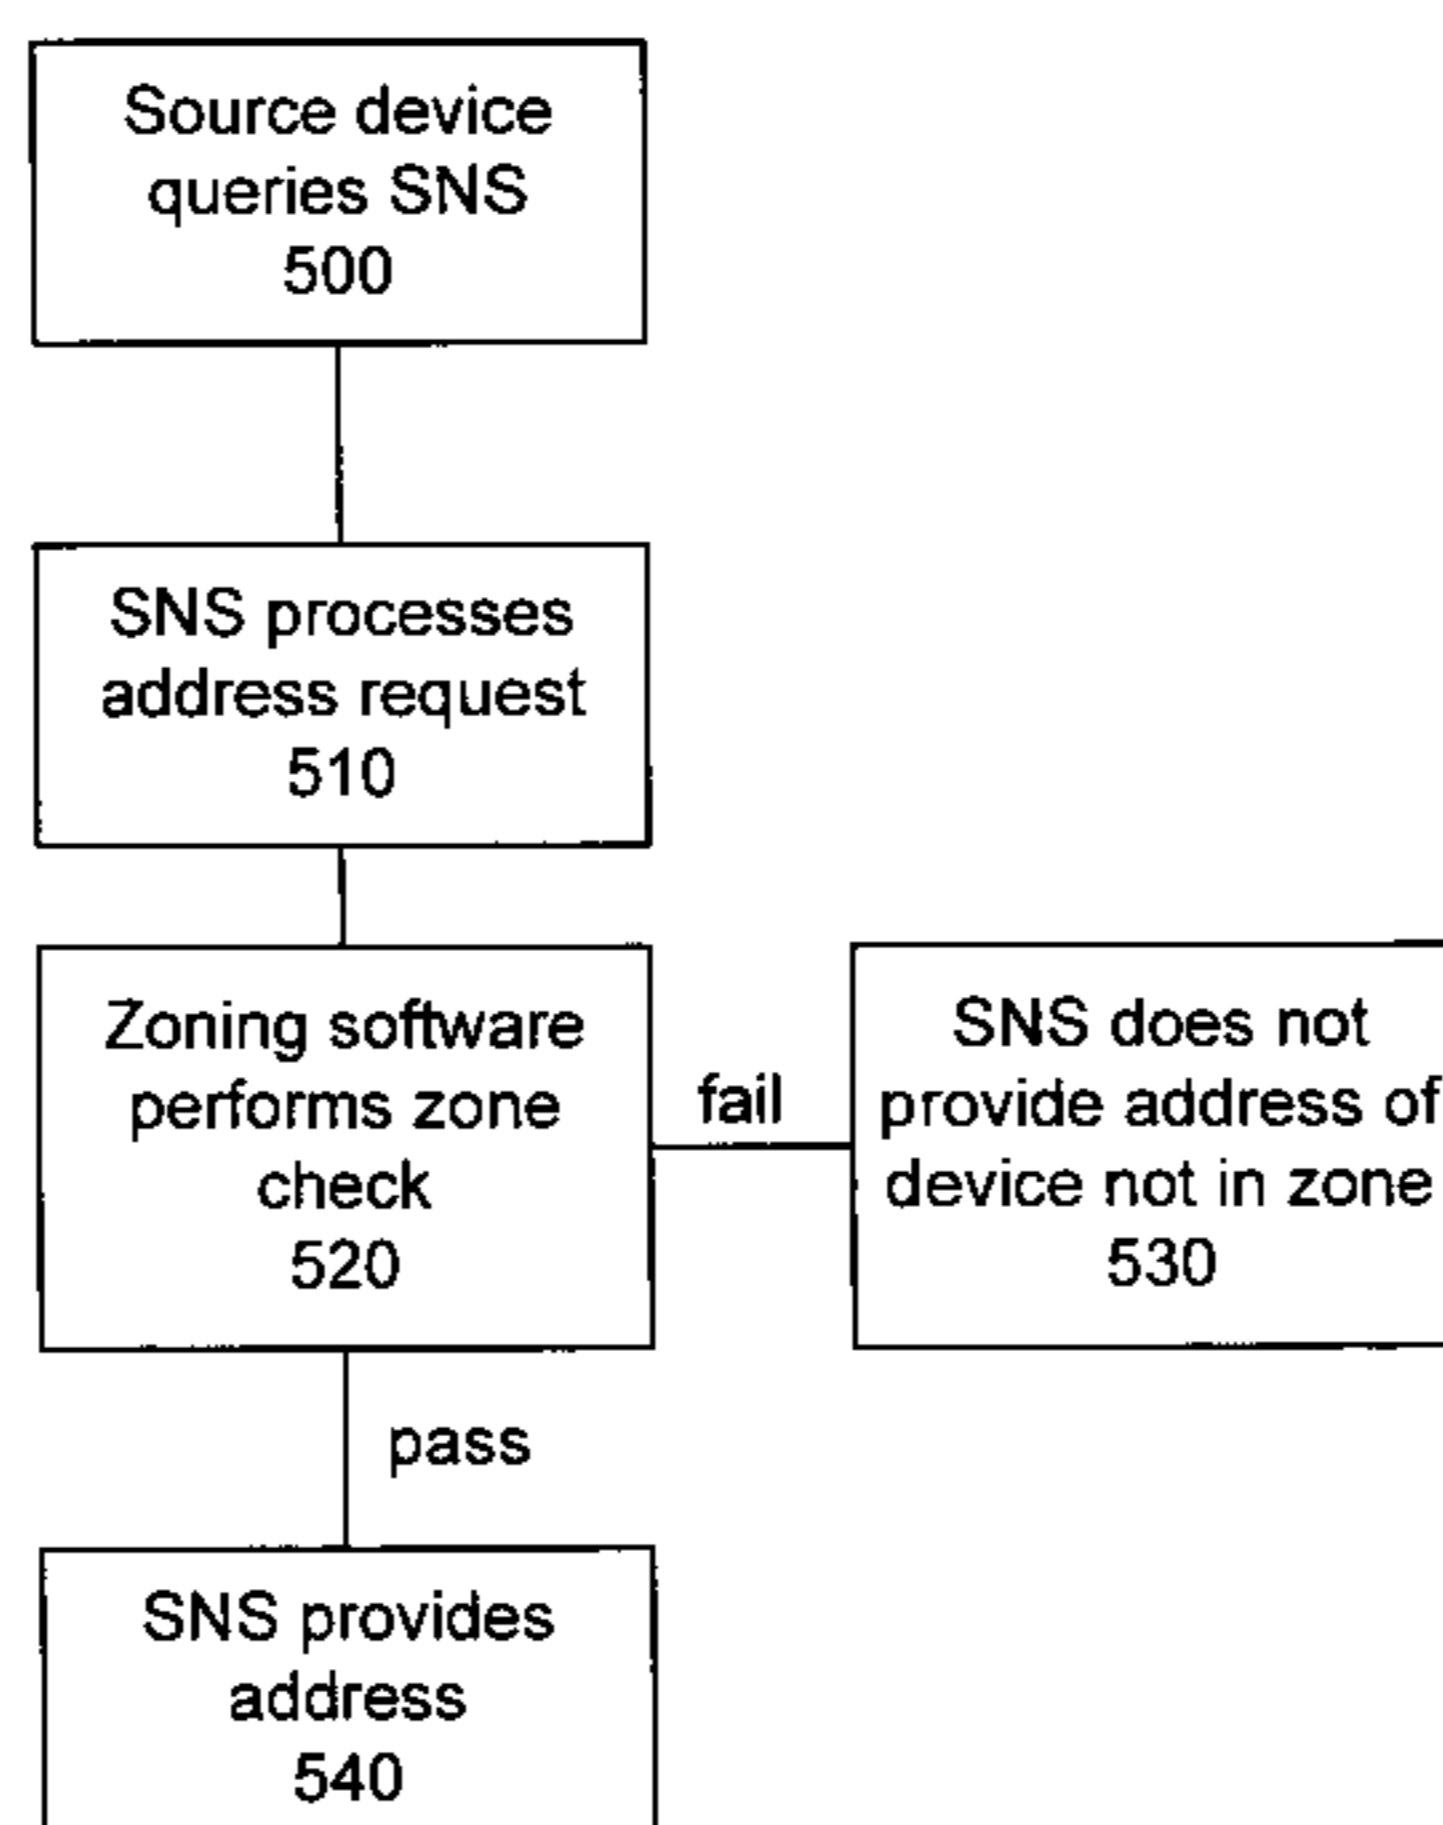 Source device
queries SNS
500
SNS processes
address request
510
Zoning software
performs zone
check
520
fail
SNS does not
provide address of
device not in zone
530
pass
SNS provides
address
540